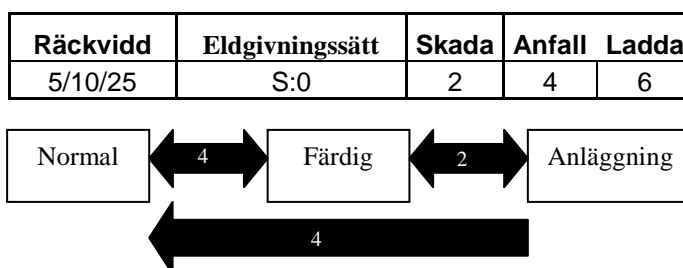 Räckvidd Eldgivningssätt Skada Anfall Ladda
5/10/25 S:0 2 4 6
Normal 4 Färdig 2 Anläggning
4